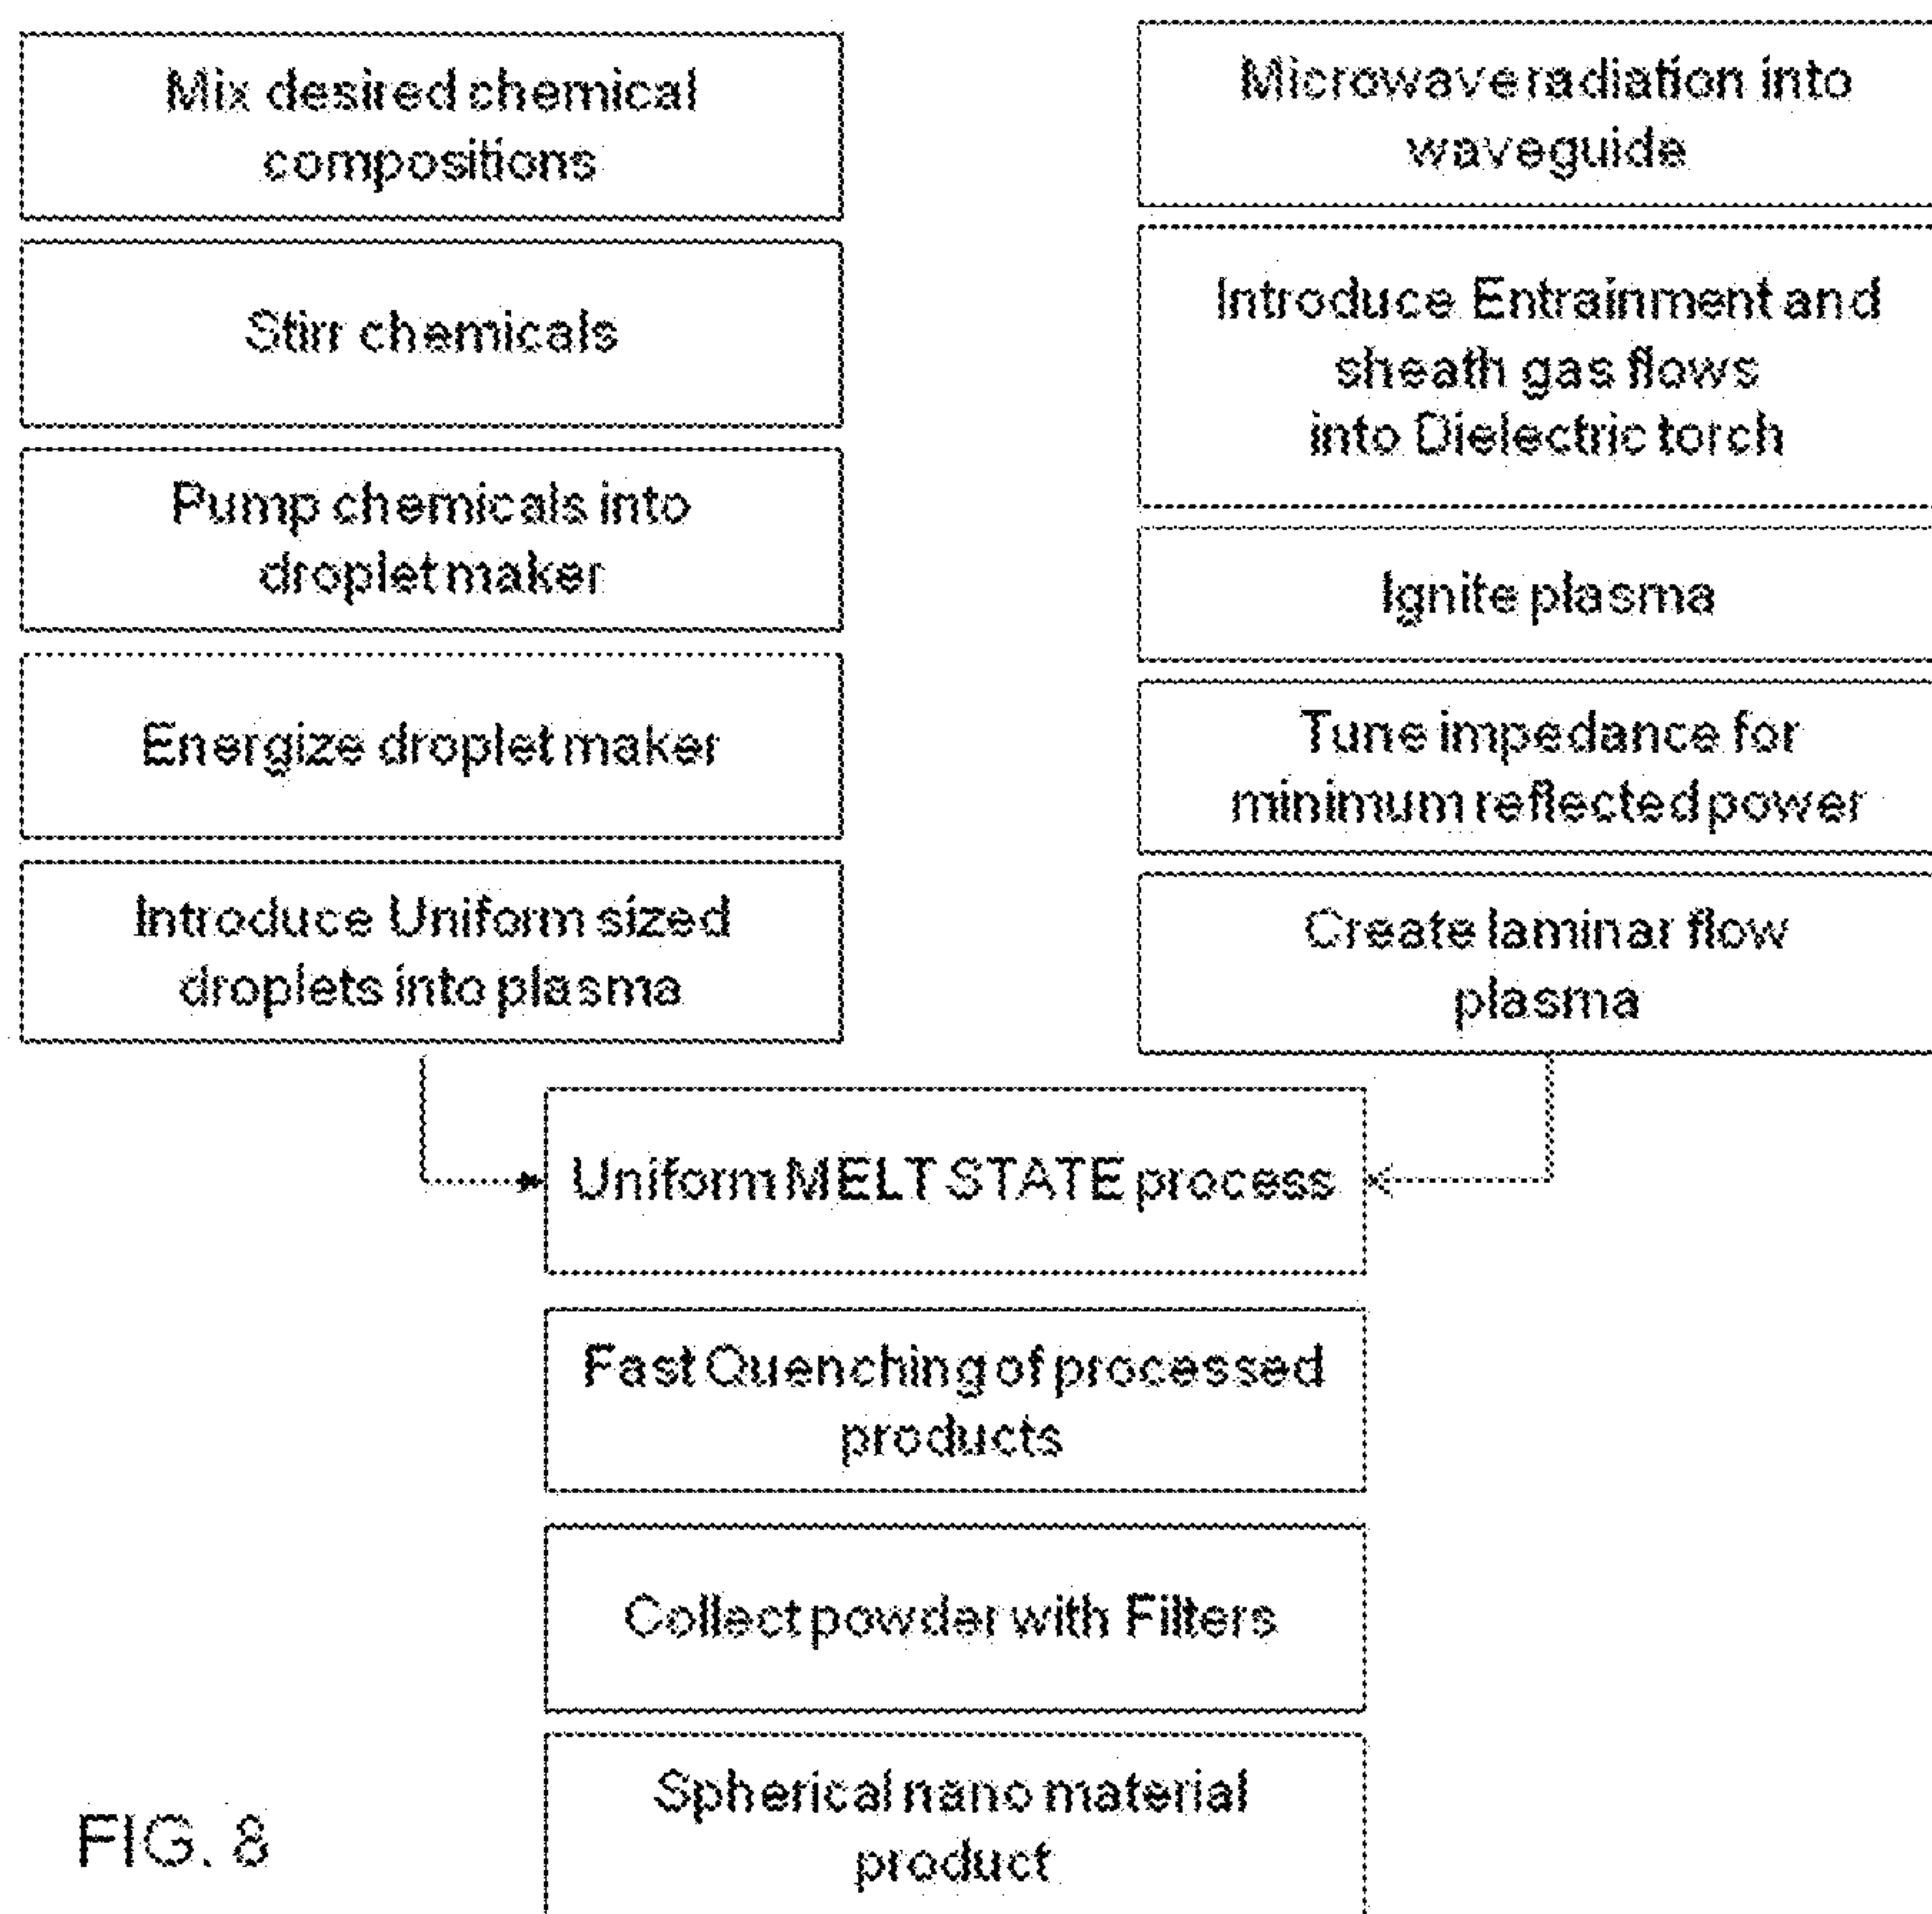 Mix desired chemical
compositions
Stirr chemicals
Pump chemicals into
droplet maker
Energize droplet maker
Introduce Uniform sized
droplets into plasma
Microwave radiation into
waveguide
Introduce Entrainment and
sheath gas flows
into Dielectric torch
Ignite plasma
Tune impedance for
minimum reflected power
Create laminar flow
plasma
Uniform MELT STATE process
Fast Quenching of processed
products
Collect powder with Filters
Spherical nano material
product
FIG. 8